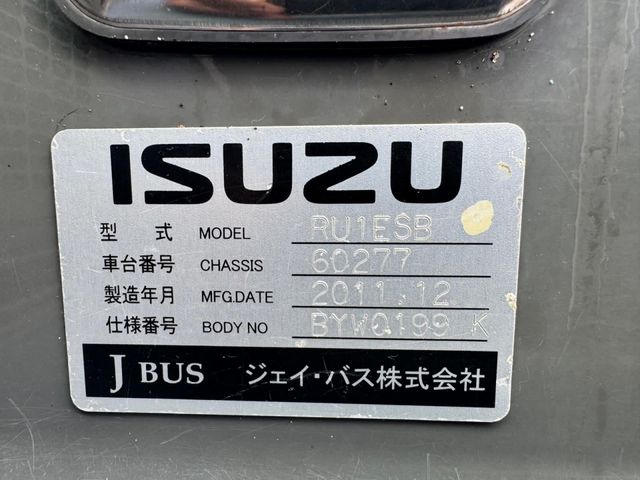 ISUZU
型 式 MODEL RU1ESB
車台番号 CHASSIS 60277
製造年月 MFG.DATE 2011.12
仕様番号 BODY NO BYWQ199 K
J BUS ジェイ・バス株式会社